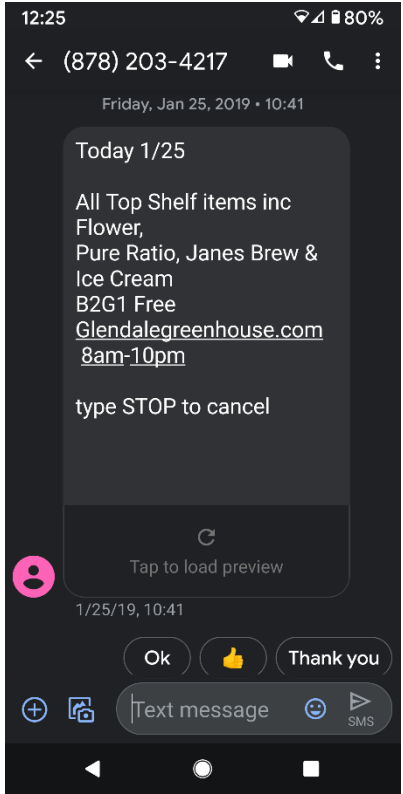 12:25
80%
(878) 203-4217
Friday, Jan 25, 2019 • 10:41
Today 1/25
All Top Shelf items inc
Flower,
Pure Ratio, Janes Brew &
Ice Cream
B2G1 Free
Glendalegreenhouse.com
8am-10pm
type STOP to cancel
Tap to load preview
1/25/19, 10:41
Ok
👍
Thank you
Text message
SMS